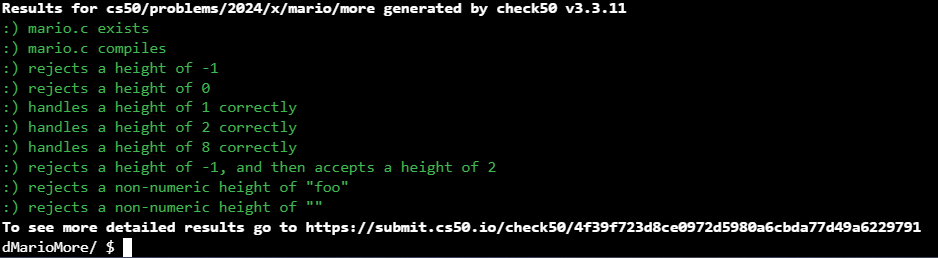 Results for cs50/problems/2024/x/mario/more generated by check50 v3.3.11
:) mario.c exists
:) mario.c compiles
:) rejects a height of -1
:) rejects a height of 0
:) handles a height of 1 correctly
:) handles a height of 2 correctly
:) handles a height of 8 correctly
:) rejects a height of -1, and then accepts a height of 2
:) rejects a non-numeric height of "foo"
:) rejects a non-numeric height of ""
To see more detailed results go to https://submit.cs50.io/check50/4f39f723d8ce0972d5980a6cbda77d49a6229791
dMarioMore/ $